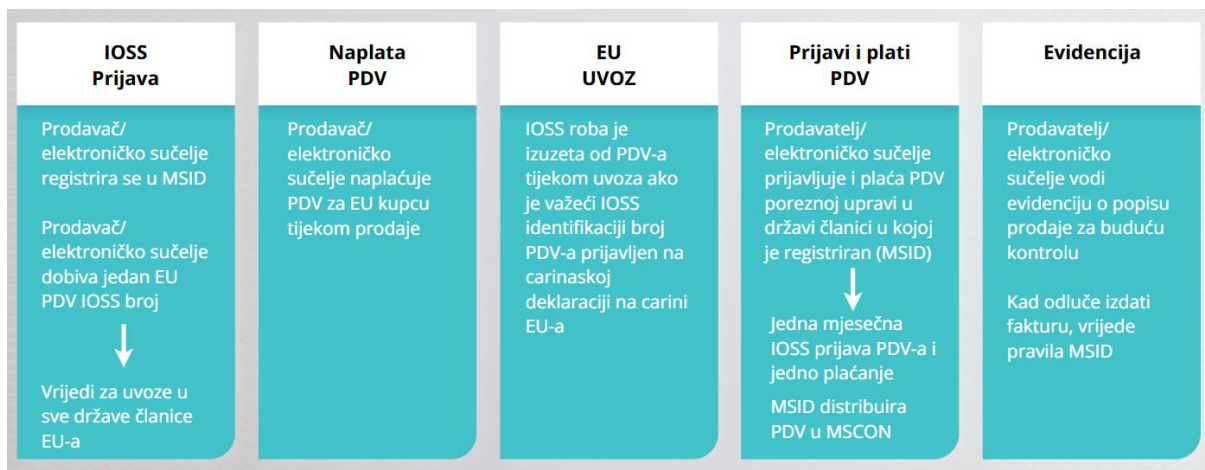 IOSS
Prijava
Prodavač/
elektroničko sučelje
registrira se u MSID
Prodavač/
elektroničko sučelje
dobiva jedan EU
PDV IOSS broj
Vrijedi za uvoze u
sve države članice
EU-a
Naplata
PDV
Prodavač/
elektroničko
sučelje naplaćuje
PDV za EU kupcu
tijekom prodaje
EU
UVOZ
IOSS roba je
izuzeta od PDV-a
tijekom uvoza ako
je važeći IOSS
identifikaciji broj
PDV-a prijavljen na
carinaskoj
deklaraciji na carini
EU-a
Prijavi i plati
PDV
Prodavatelj/
elektroničko sučelje
prijavljuje i plaća PDV
poreznoj upravi u
državi članici u kojoj
je registriran (MSID)
Jedna mjesečna
IOSS prijava PDV-a i
jedno plaćanje
MSID distribuira
PDV u MSCON
Evidencija
Prodavatelj/
elektroničko
sučelje vodi
evidenciju o popisu
prodaje za buduću
kontrolu
Kad odluče izdati
fakturu, vrijede
pravila MSID